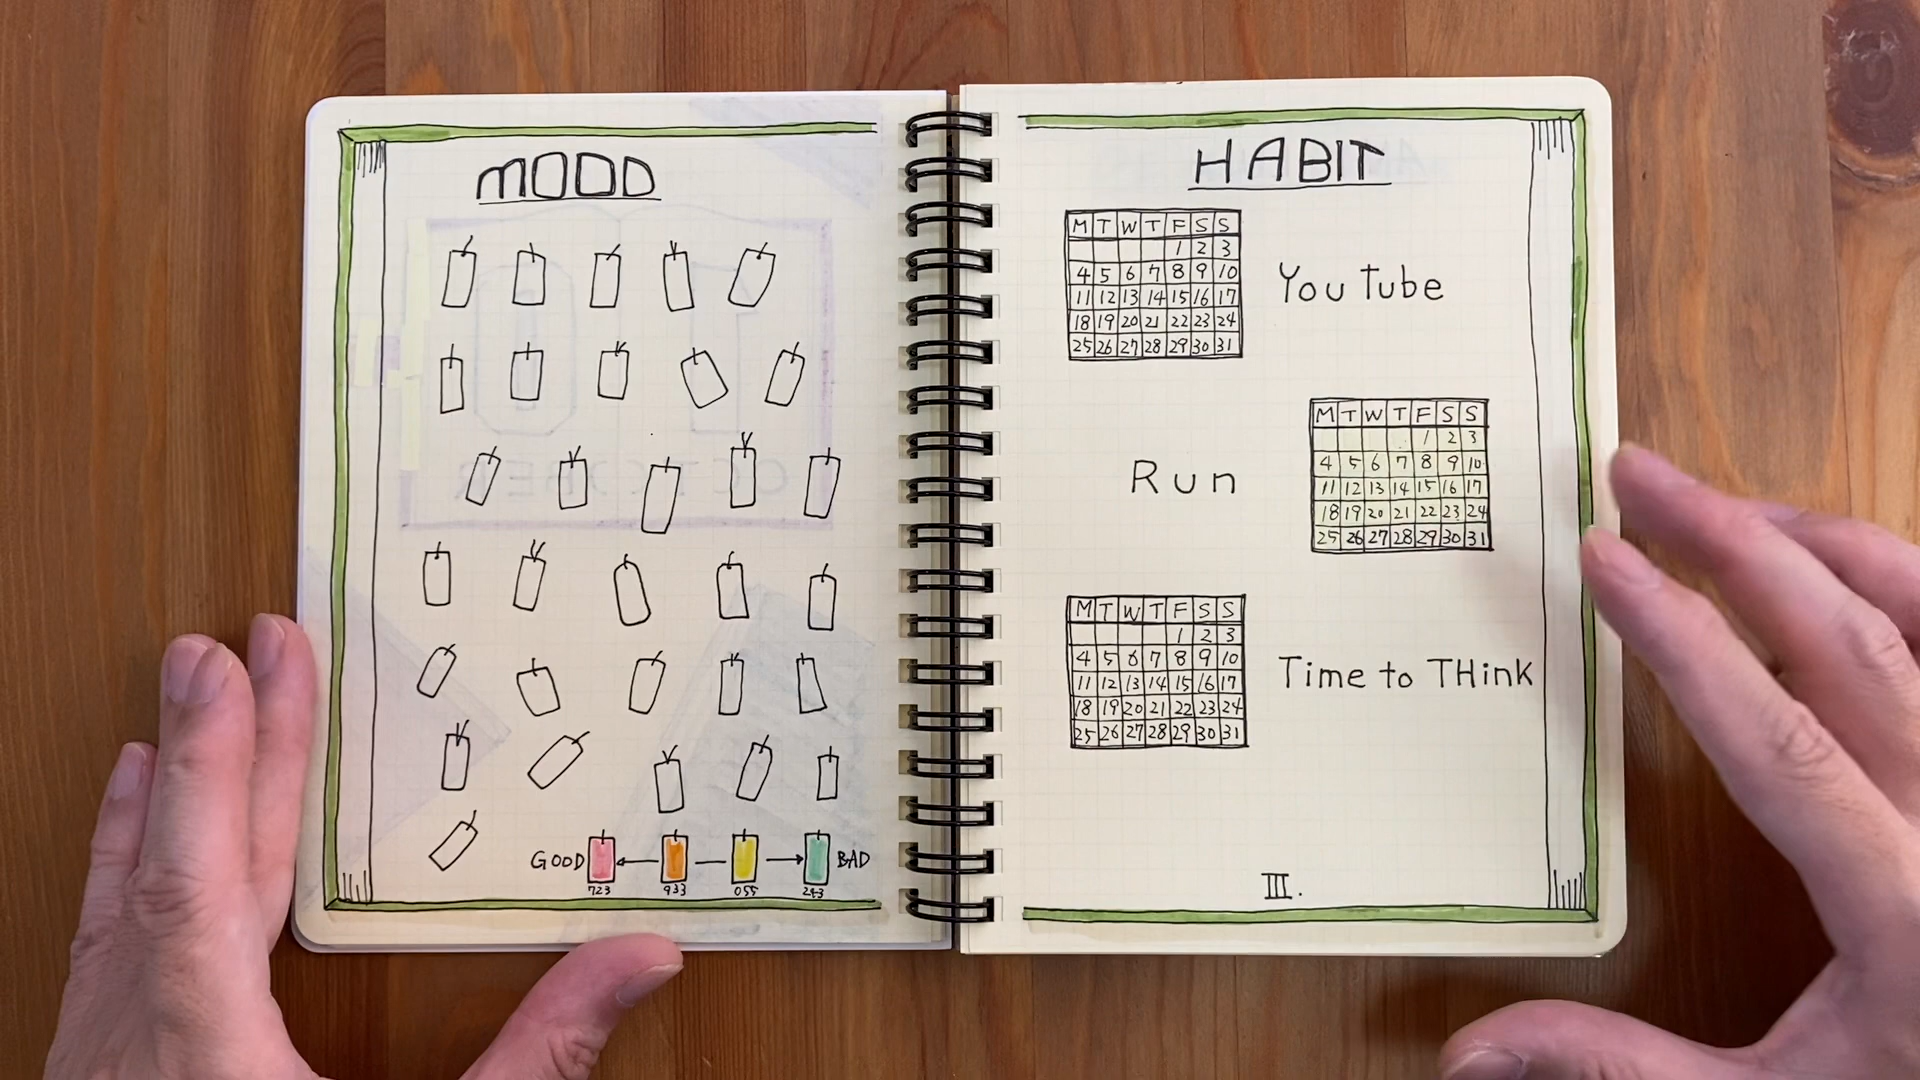 MOOD
GOOD BAD
723 933 055 243
HABIT
M T W T F S S
1 2 3
4 5 6 7 8 9 10
11 12 13 14 15 16 17
18 19 20 21 22 23 24
25 26 27 28 29 30 31
YouTube
Run
M T W T F S S
1 2 3
4 5 6 7 8 9 10
11 12 13 14 15 16 17
18 19 20 21 22 23 24
25 26 27 28 29 30 31
M T W T F S S
1 2 3
4 5 6 7 8 9 10
11 12 13 14 15 16 17
18 19 20 21 22 23 24
25 26 27 28 29 30 31
Time to THink
III.